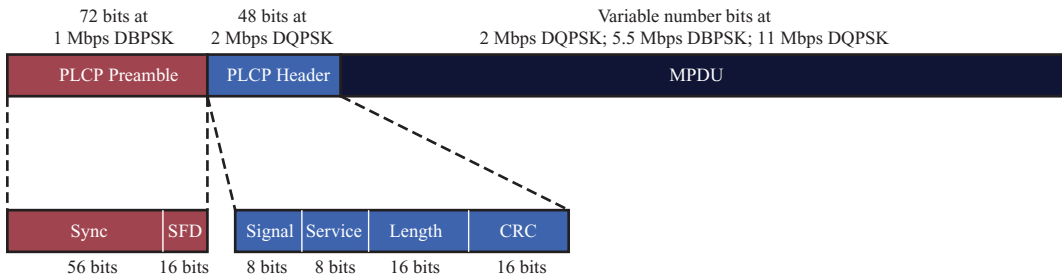 72 bits at
1 Mbps DBPSK
48 bits at
2 Mbps DQPSK
Variable number bits at
2 Mbps DQPSK; 5.5 Mbps DBPSK; 11 Mbps DQPSK
PLCP Preamble
PLCP Header
MPDU
Sync
SFD
Signal
Service
Length
CRC
56 bits
16 bits
8 bits
8 bits
16 bits
16 bits